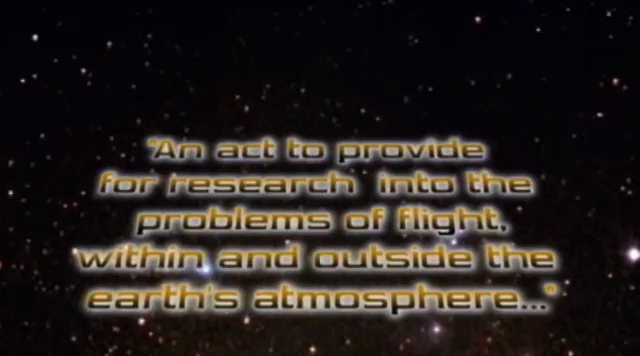 "An act to provide
for research into the
problems of flight,
within and outside the
earth's atmosphere..."